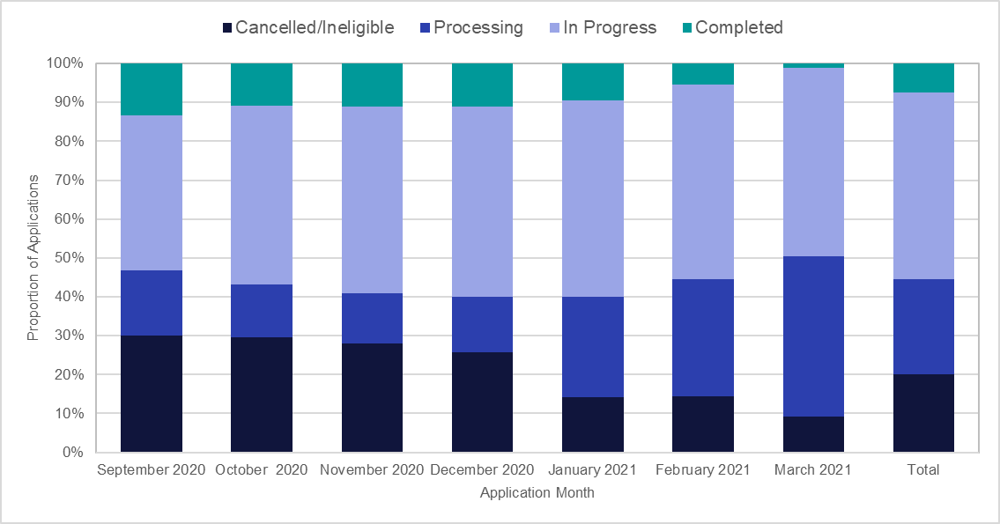 Cancelled/Ineligible Processing In Progress Completed
100%
90%
80%
70%
60%
50%
40%
30%
20%
10%
0%
Proportion of Applications
September 2020 October  2020 November 2020 December 2020 January 2021 February 2021 March 2021 Total
Application Month